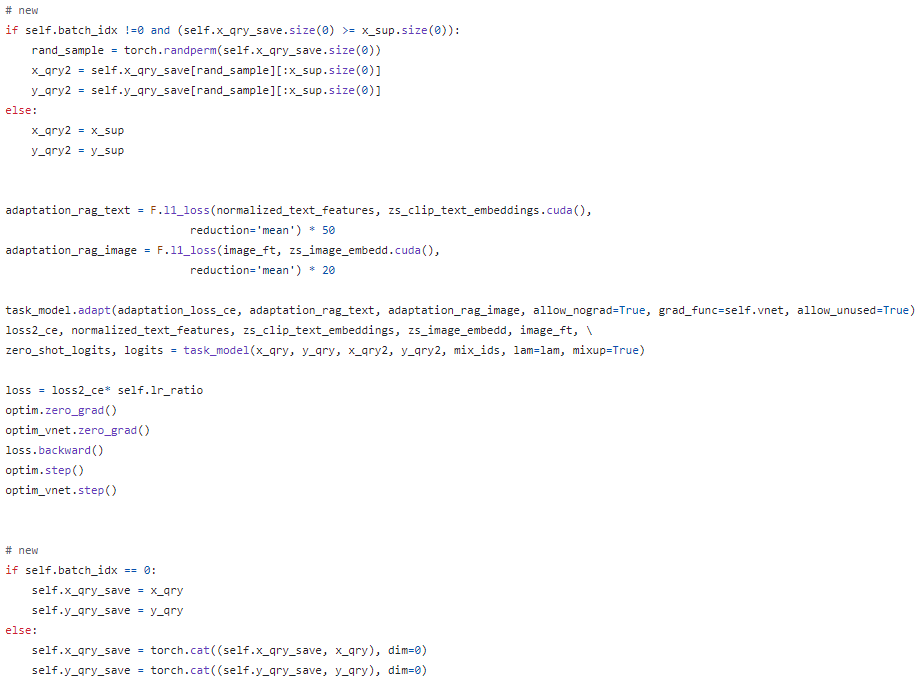 # new
if self.batch_idx !=0 and (self.x_qry_save.size(0) >= x_sup.size(0)):
    rand_sample = torch.randperm(self.x_qry_save.size(0))
    x_qry2 = self.x_qry_save[rand_sample][:x_sup.size(0)]
    y_qry2 = self.y_qry_save[rand_sample][:x_sup.size(0)]
else:
    x_qry2 = x_sup
    y_qry2 = y_sup
adaptation_rag_text = F.l1_loss(normalized_text_features, zs_clip_text_embeddings.cuda(),
                            reduction='mean') * 50
adaptation_rag_image = F.l1_loss(image_ft, zs_image_embedd.cuda(),
                            reduction='mean') * 20
task_model.adapt(adaptation_loss_ce, adaptation_rag_text, adaptation_rag_image, allow_nograd=True, grad_func=self.vnet, allow_unused=True)
loss2_ce, normalized_text_features, zs_clip_text_embeddings, zs_image_embedd, image_ft, \
zero_shot_logits, logits = task_model(x_qry, y_qry, x_qry2, y_qry2, mix_ids, lam=lam, mixup=True)
loss = loss2_ce* self.lr_ratio
optim.zero_grad()
optim_vnet.zero_grad()
loss.backward()
optim.step()
optim_vnet.step()
# new
if self.batch_idx == 0:
    self.x_qry_save = x_qry
    self.y_qry_save = y_qry
else:
    self.x_qry_save = torch.cat((self.x_qry_save, x_qry), dim=0)
    self.y_qry_save = torch.cat((self.y_qry_save, y_qry), dim=0)